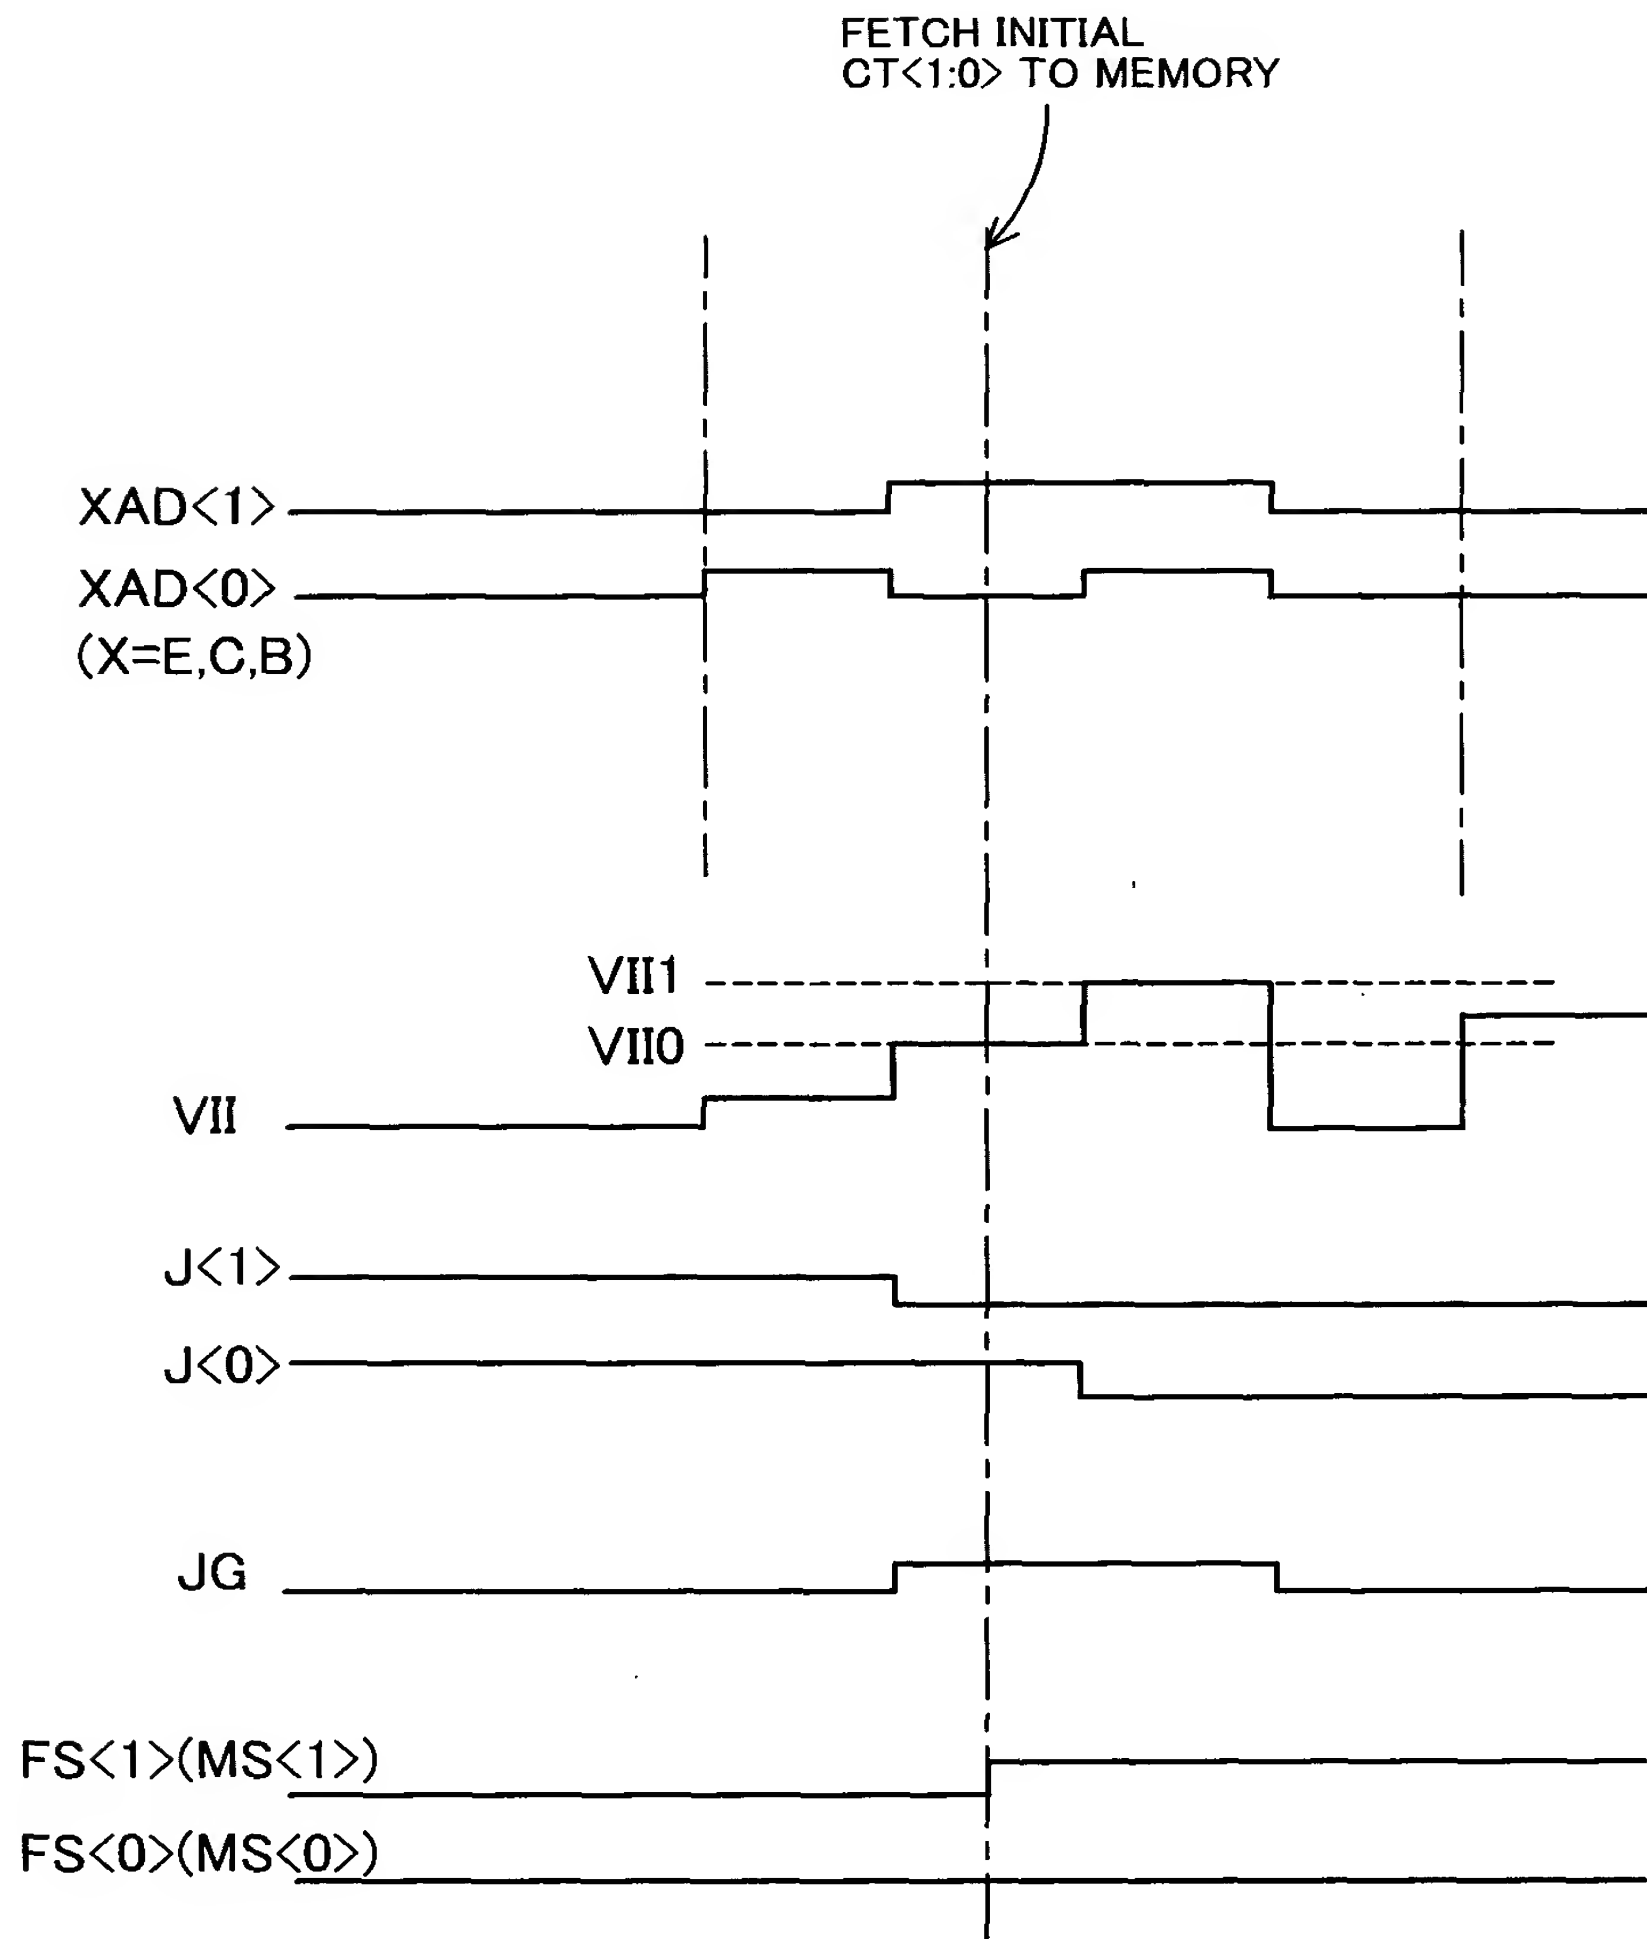 FETCH INITIAL
CT<1:0> TO MEMORY
XAD<1>
XAD<0>
(X=E,C,B)
VII1
VII0
VII
J<1>
J<0>
JG
FS<1>(MS<1>)
FS<0>(MS<0>)